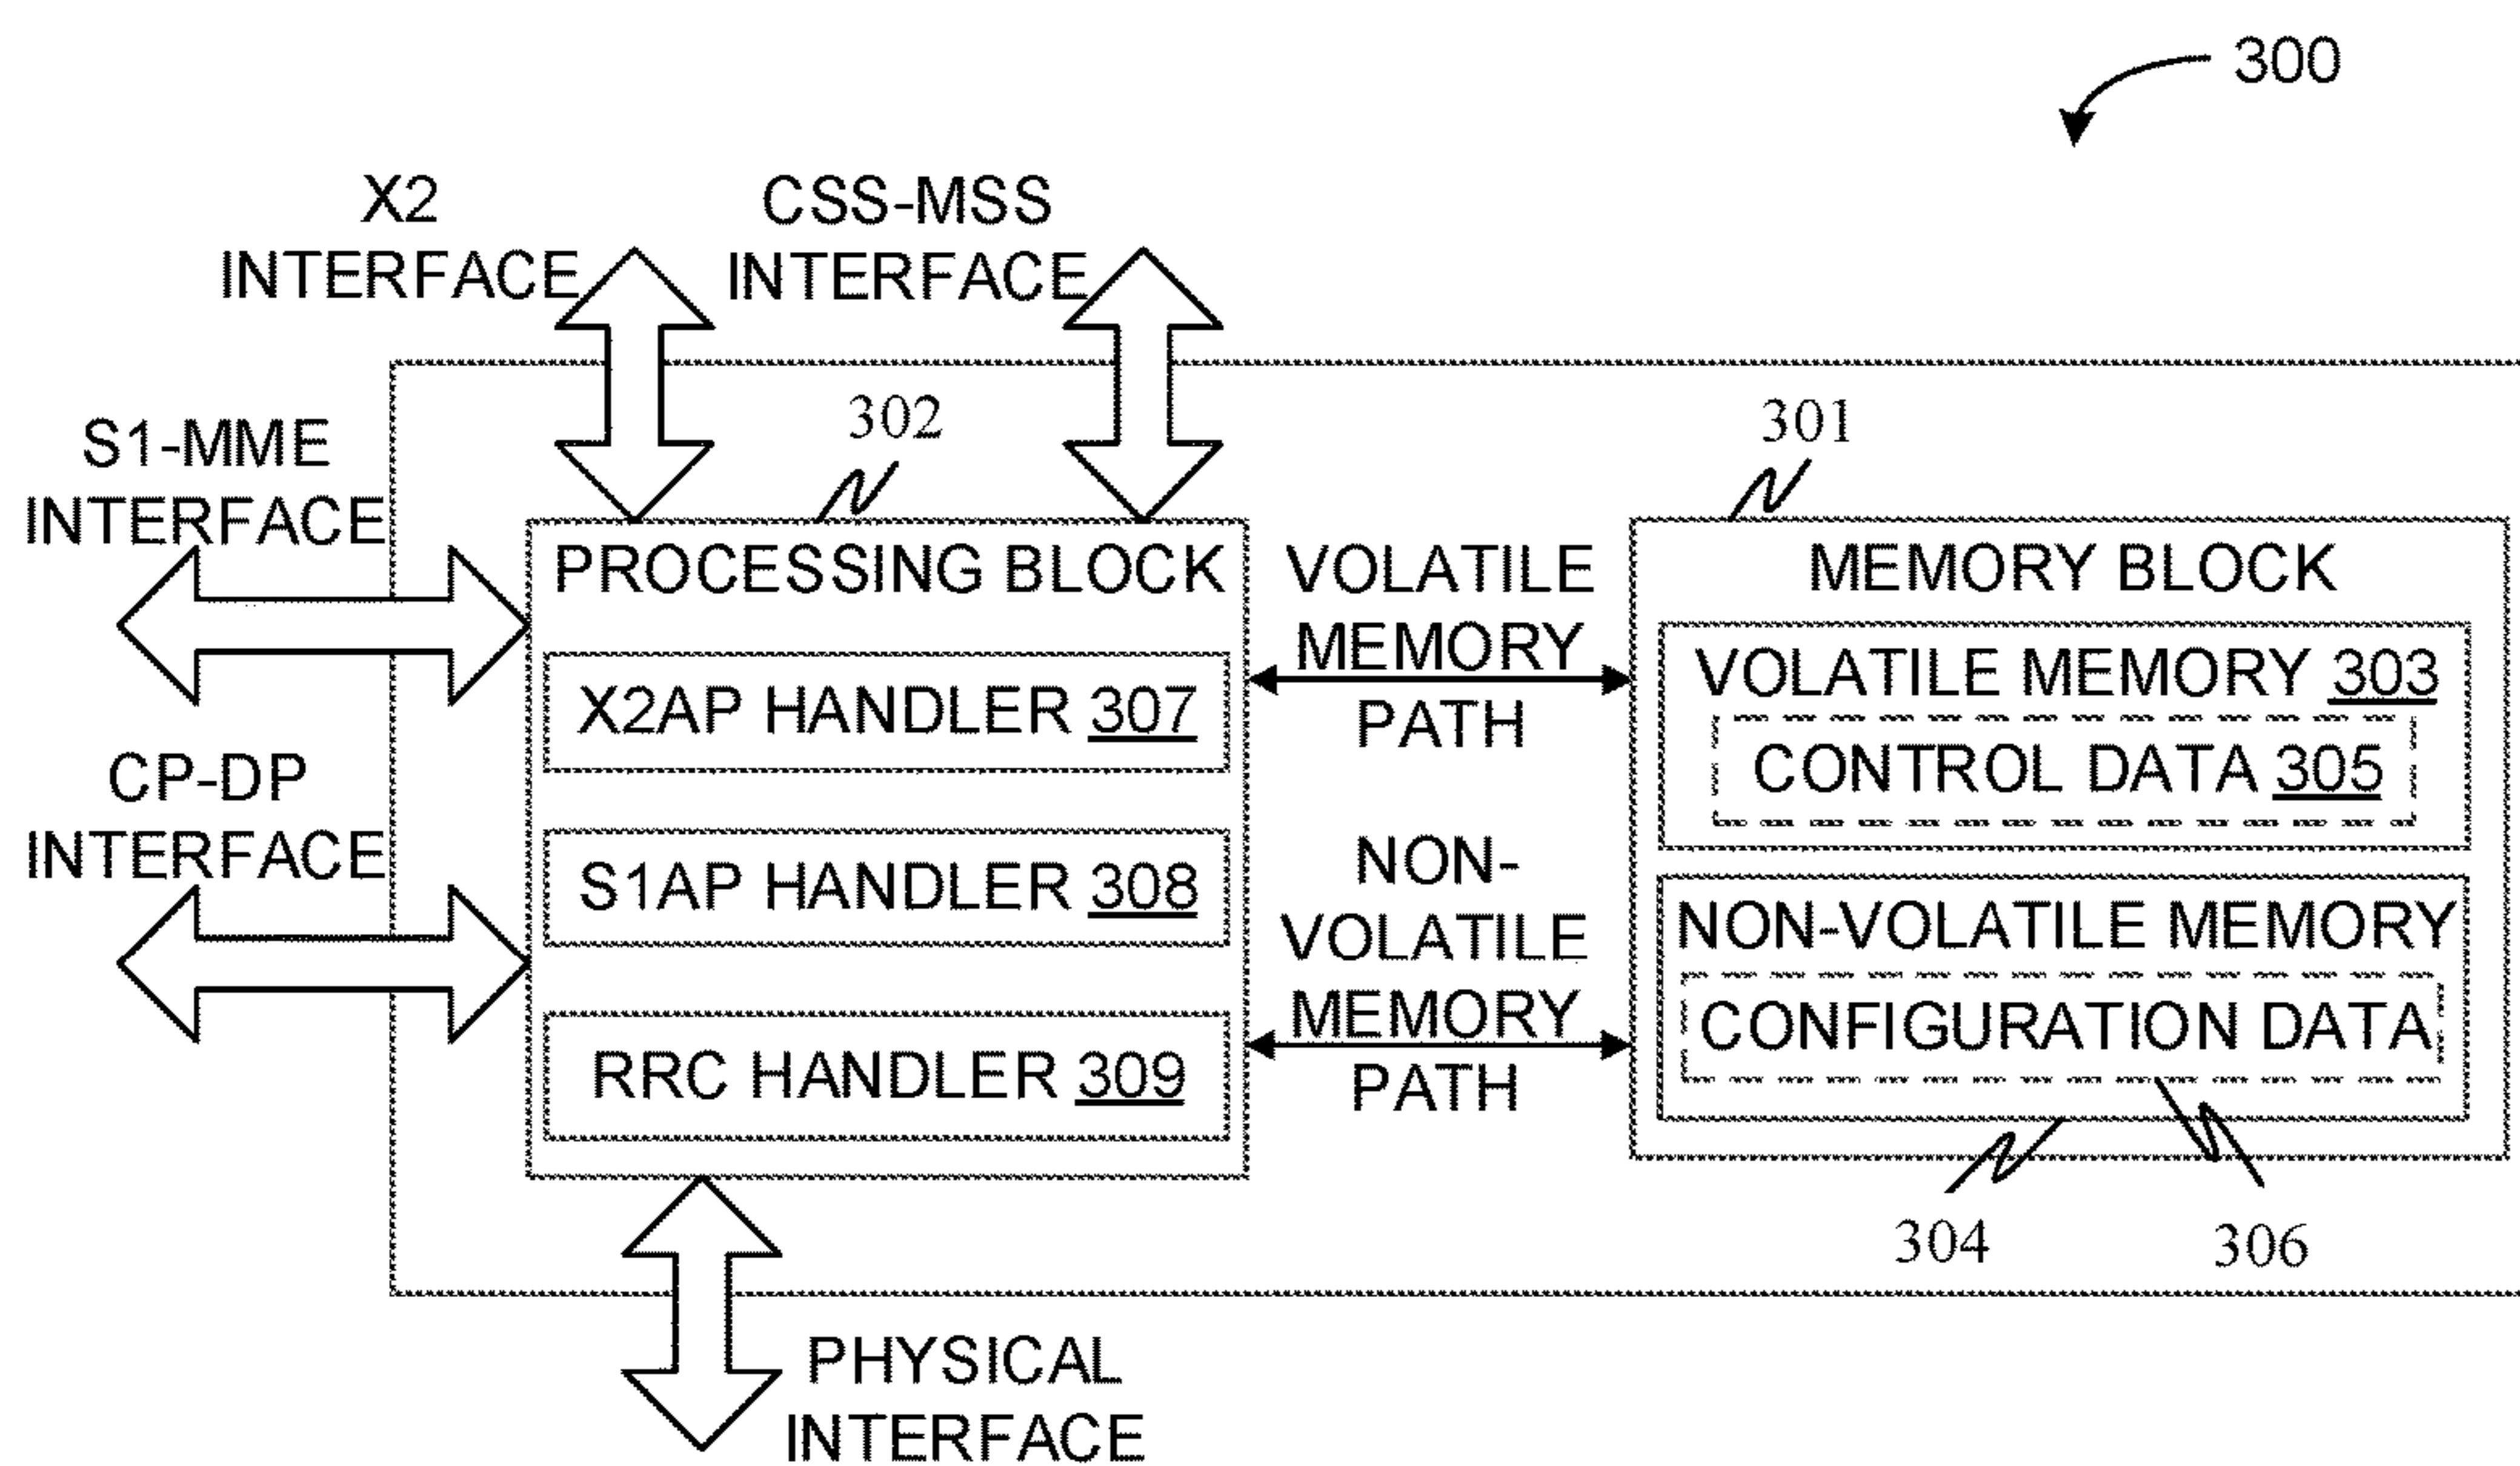 300
X2
INTERFACE
CSS-MSS
INTERFACE
S1-MME
INTERFACE
CP-DP
INTERFACE
302
301
PROCESSING BLOCK
X2AP HANDLER 307
S1AP HANDLER 308
RRC HANDLER 309
VOLATILE
MEMORY
PATH
NON-
VOLATILE
MEMORY
PATH
MEMORY BLOCK
VOLATILE MEMORY 303
CONTROL DATA 305
NON-VOLATILE MEMORY
CONFIGURATION DATA
304
306
PHYSICAL
INTERFACE